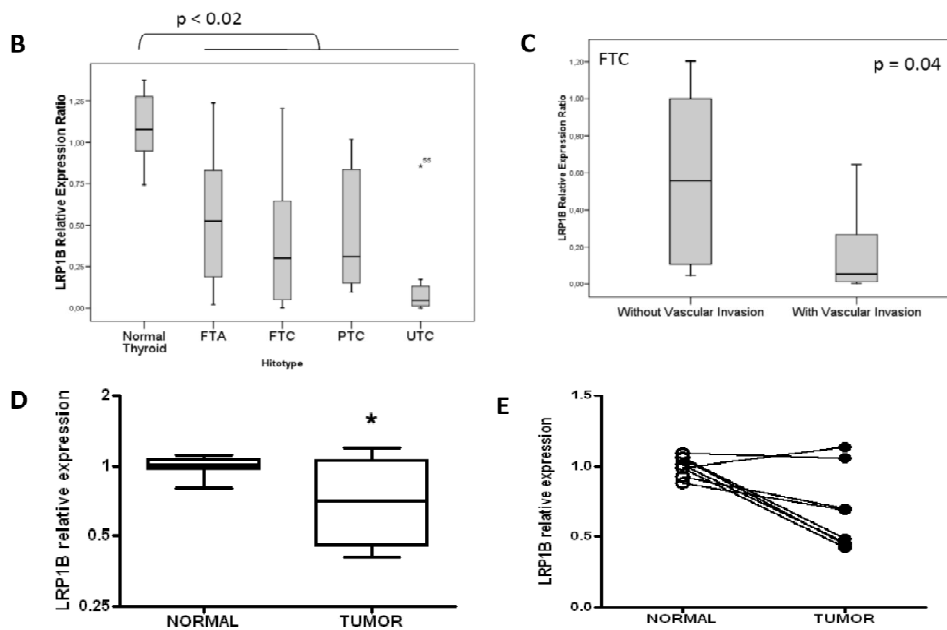 B
p < 0.02
LRP1B Relative Expression Ratio
1,25
1,00
0,75
0,50
0,25
0,00
Normal Thyroid
FTA
FTC
PTC
UTC
Hitotype
C
FTC
p = 0.04
LRP1B Relative Expression Ratio
1,20
1,00
0,80
0,60
0,40
0,20
0,00
Without Vascular Invasion
With Vascular Invasion
D
LRP1B relative expression
2
1
0.5
0.25
*
NORMAL
TUMOR
E
LRP1B relative expression
1.5
1.0
0.5
0.0
NORMAL
TUMOR